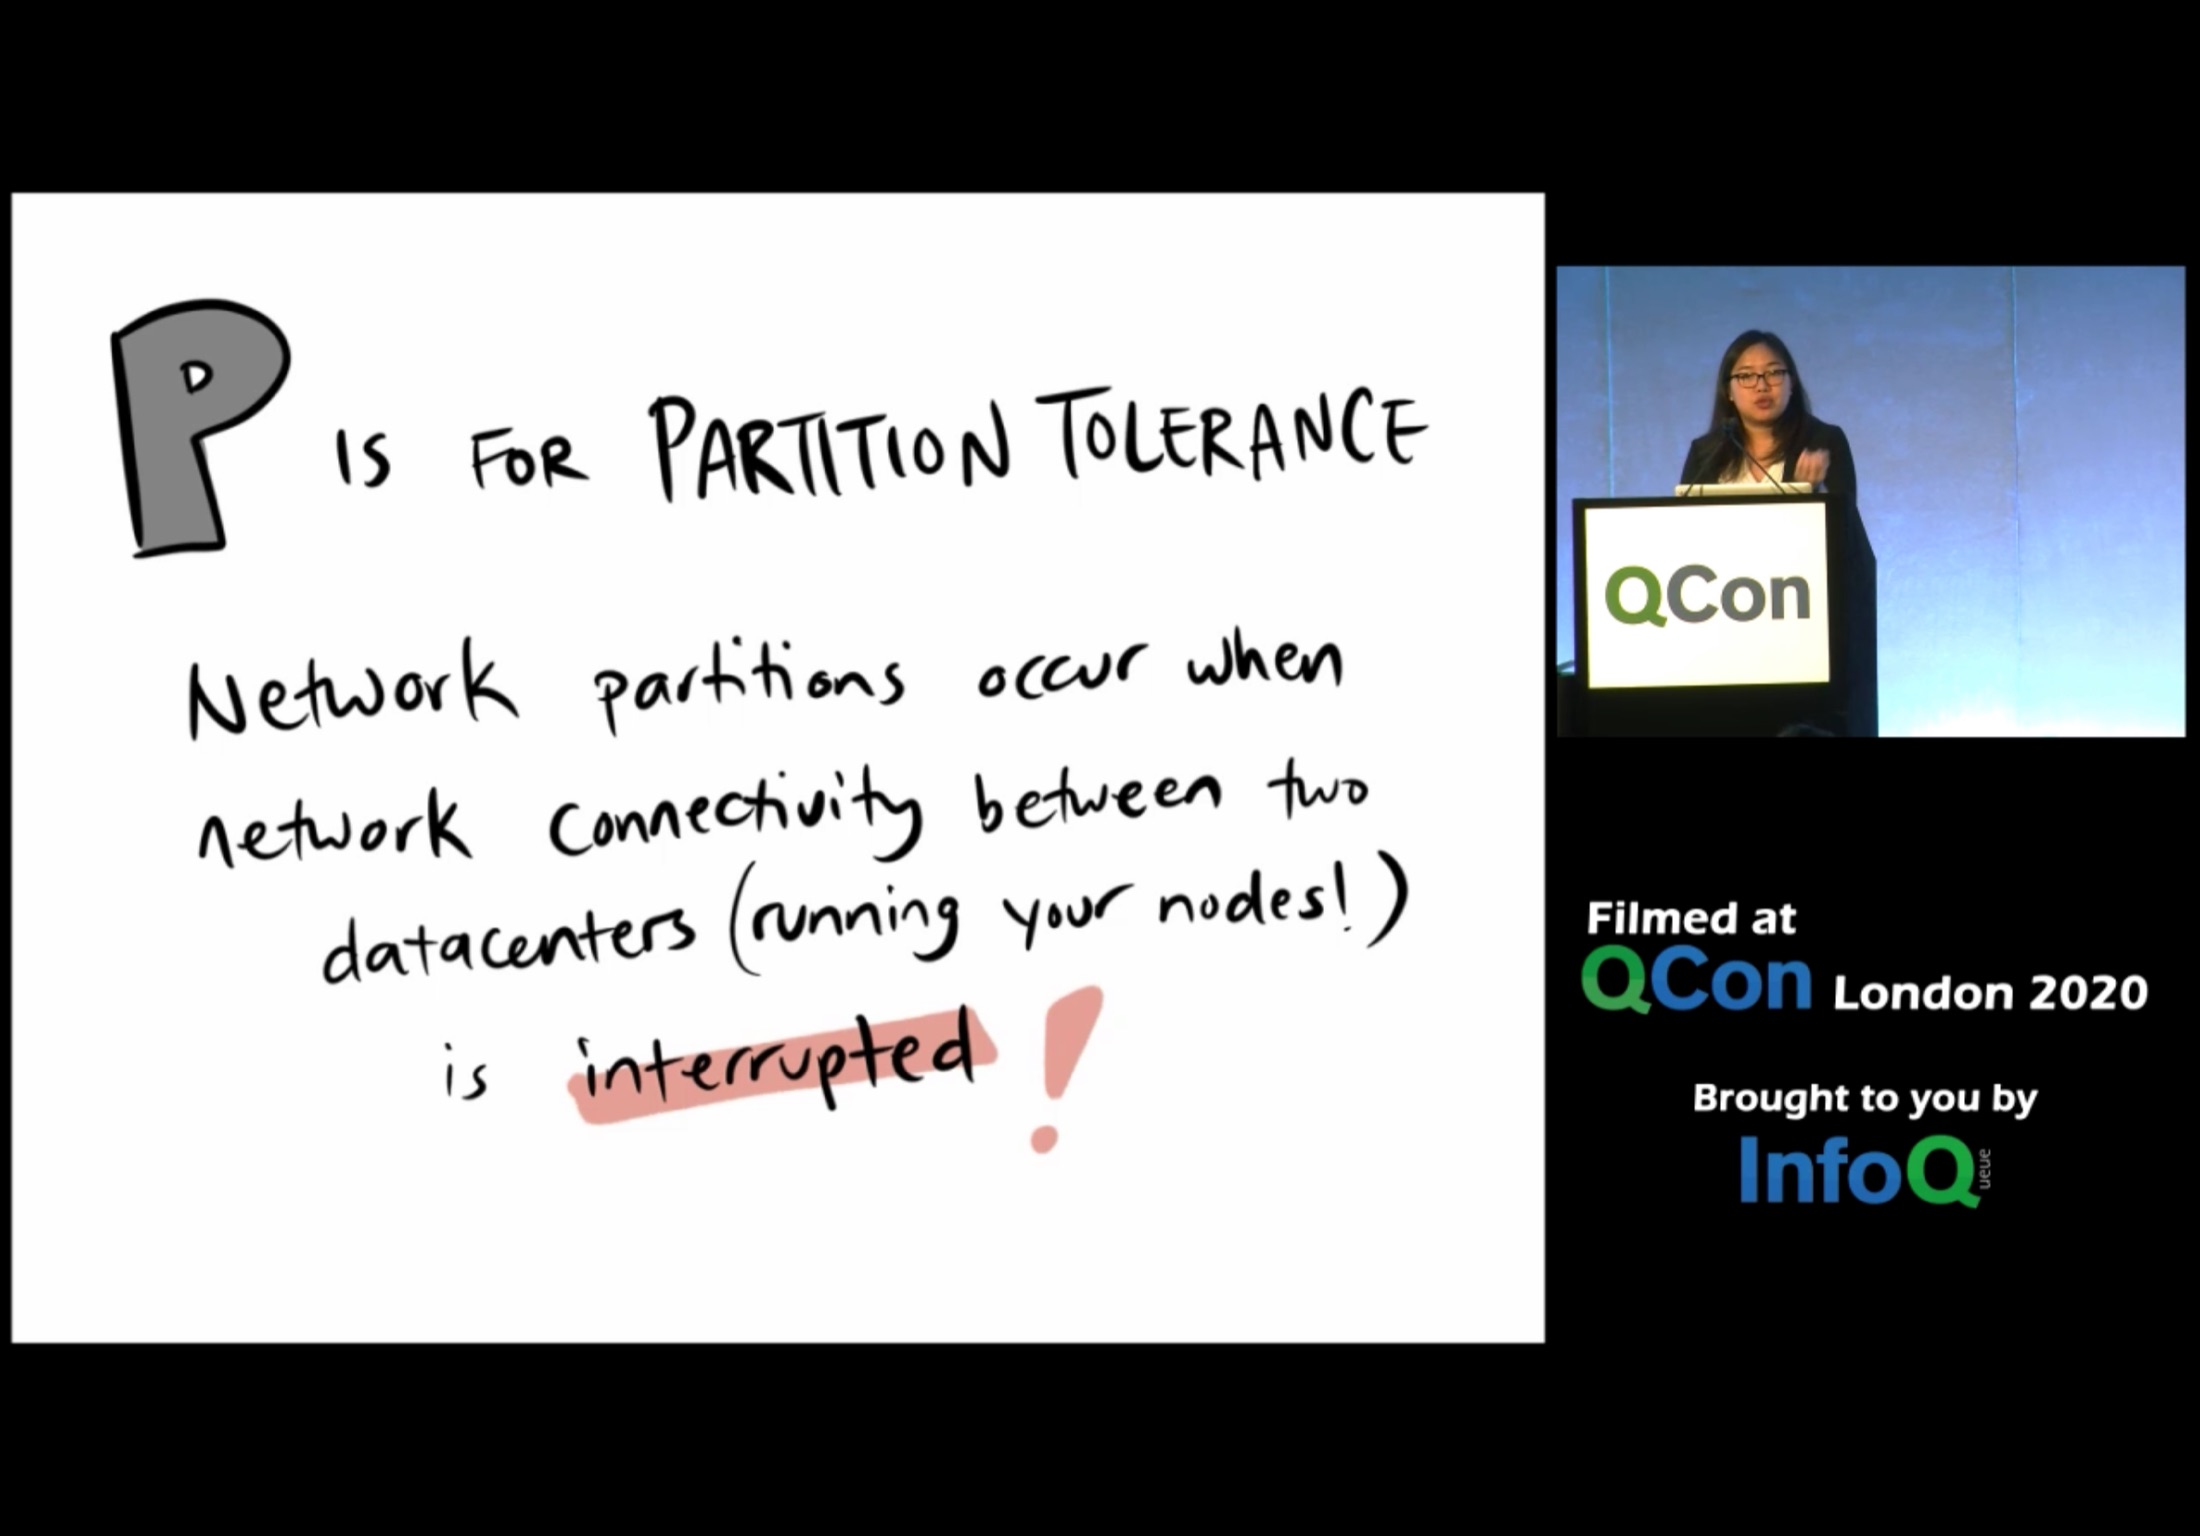 P IS FOR PARTITION TOLERANCE
Network partitions occur when
network connectivity between two
datacenters (running your nodes!)
is interrupted!
QCon
Filmed at
QCon London 2020
Brought to you by
InfoQ
ueue